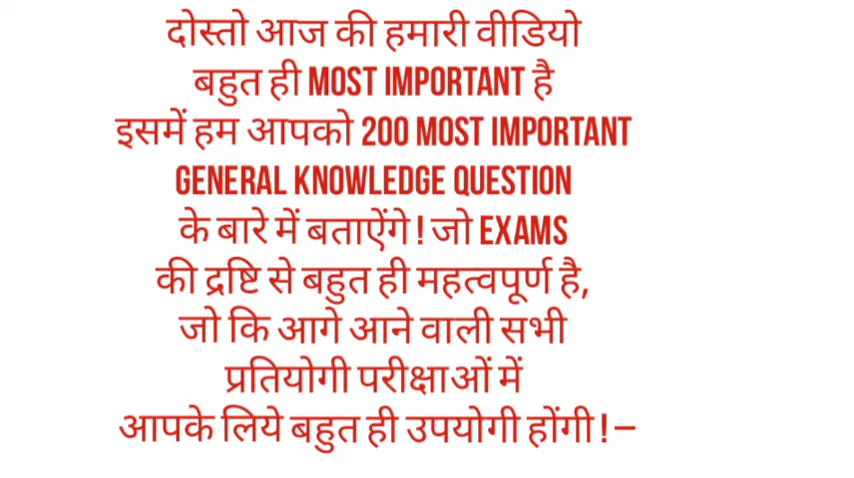 दोस्तो आज की हमारी वीडियो
बहुत ही MOST IMPORTANT है
इसमें हम आपको 200 MOST IMPORTANT
GENERAL KNOWLEDGE QUESTION
के बारे में बताऐंगे ! जो EXAMS
की द्रष्टि से बहुत ही महत्वपूर्ण है,
जो कि आगे आने वाली सभी
प्रतियोगी परीक्षाओं में
आपके लिये बहुत ही उपयोगी होंगी ! –